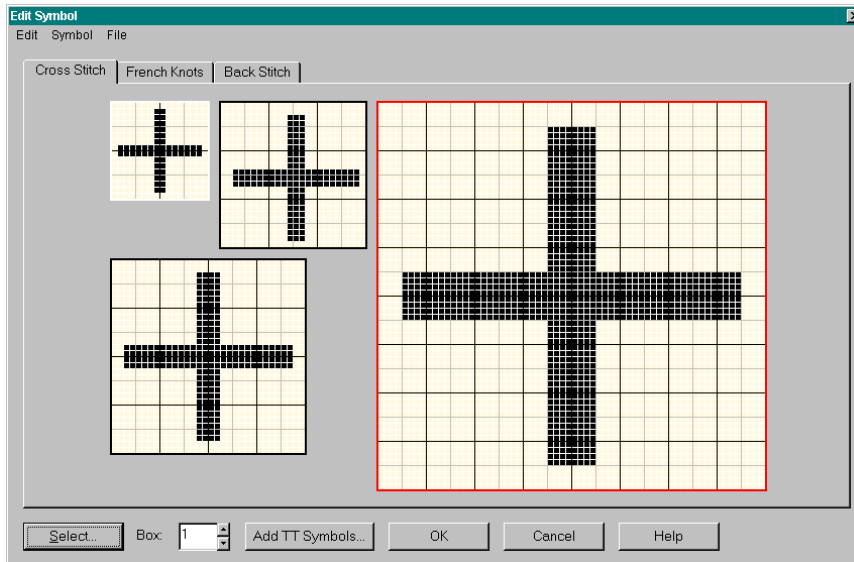 Edit Symbol
Edit Symbol File
Cross Stitch French Knots Back Stitch
Select... Box: 1 Add TT Symbols... OK Cancel Help